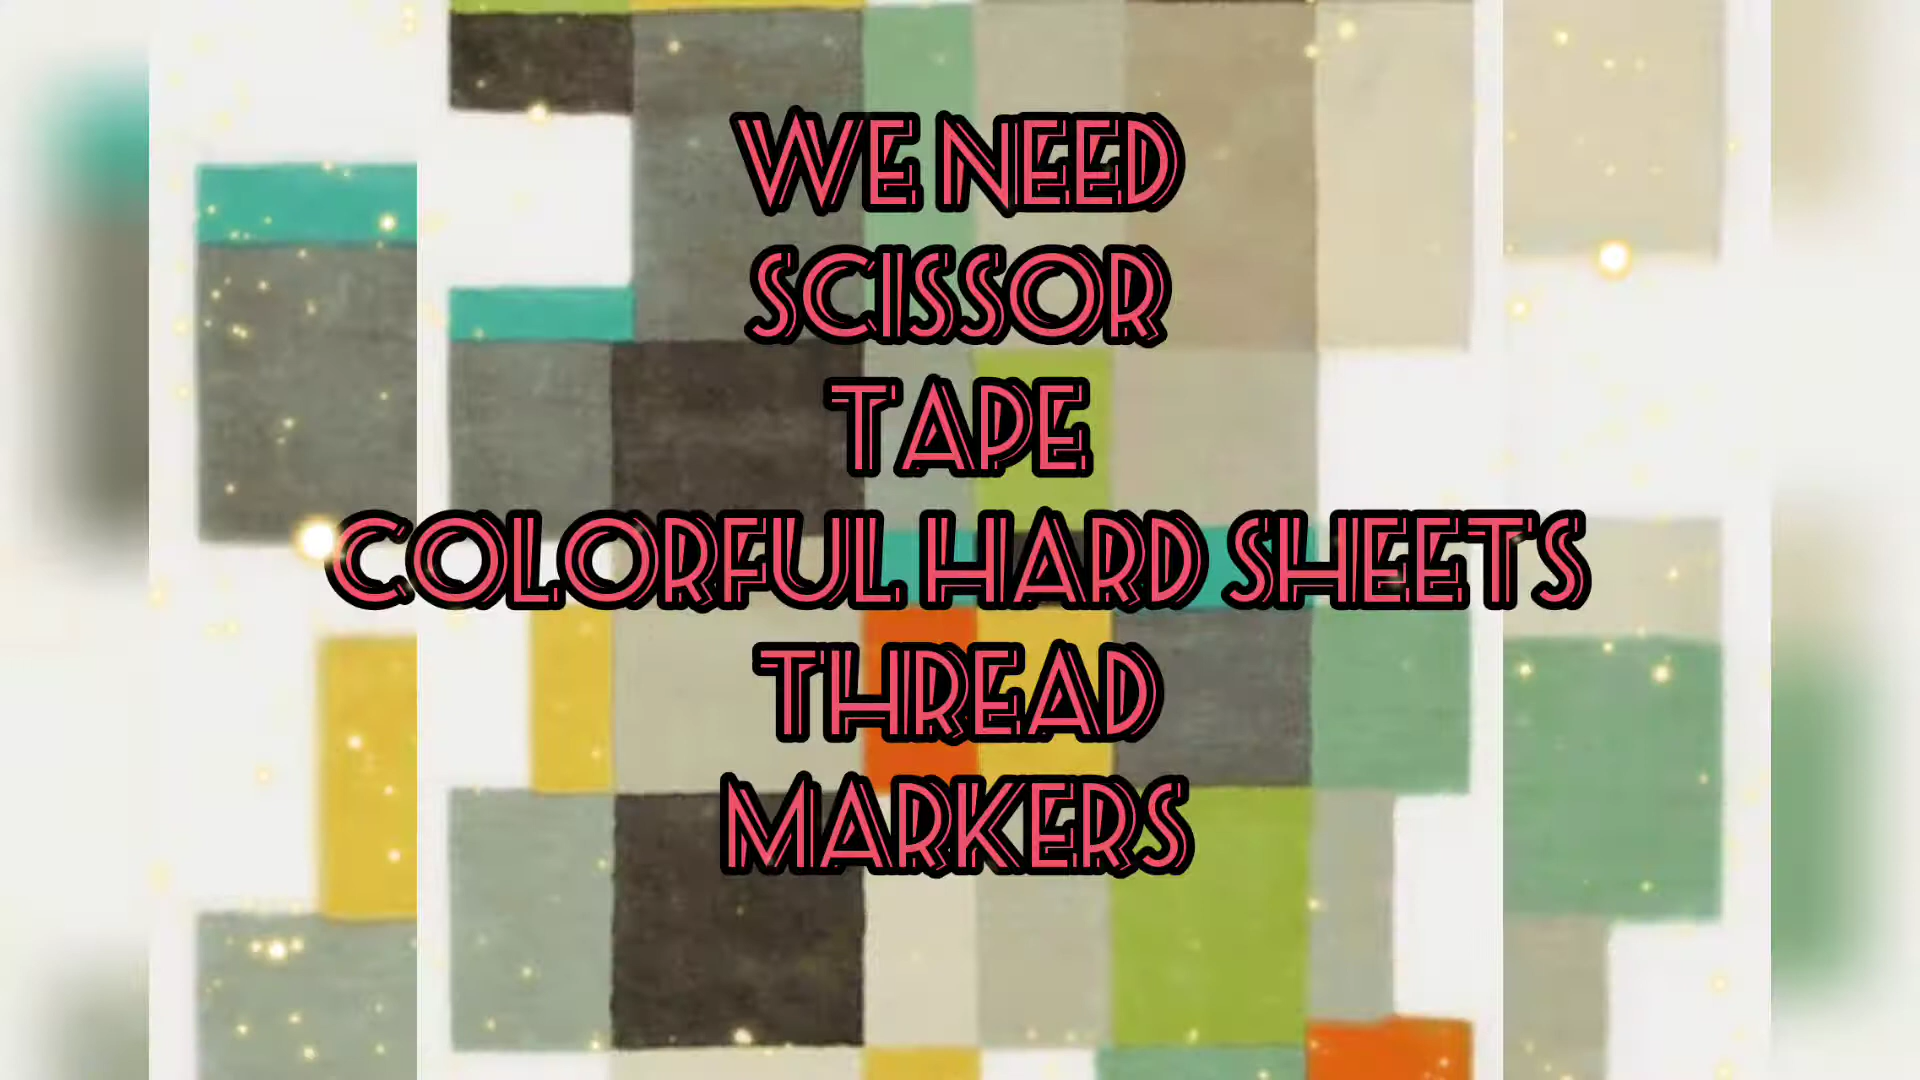 WE NEED
SCISSOR
TAPE
COLORFUL HARD SHEETS
THREAD
MARKERS